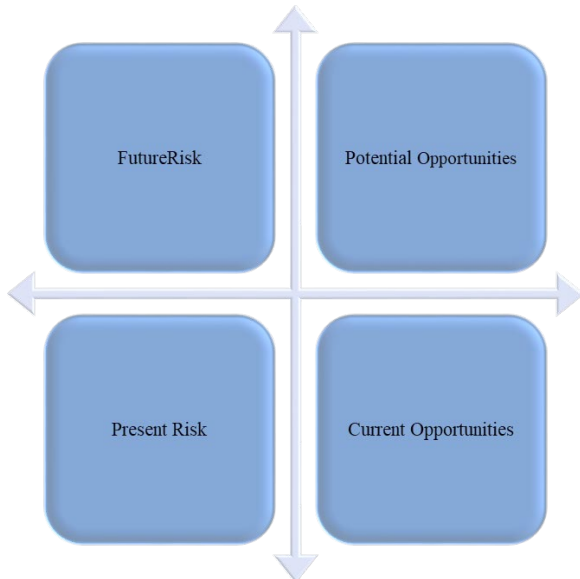 FutureRisk
Potential Opportunities
Present Risk
Current Opportunities